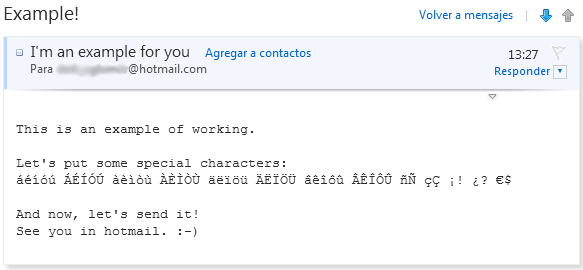 Example!
Volver a mensajes
I'm an example for you Agregar a contactos 13:27
Para @hotmail.com
Responder
This is an example of working.
Let's put some special characters:
áéíóú ÁÉÍÓÚ àèìòù ÀÈÌÒÙ äëïöü ÄËÏÖÜ âêîôû ÂÊÎÔÛ ñÑ çÇ ¡! ¿? €$
And now, let's send it!
See you in hotmail. :-)